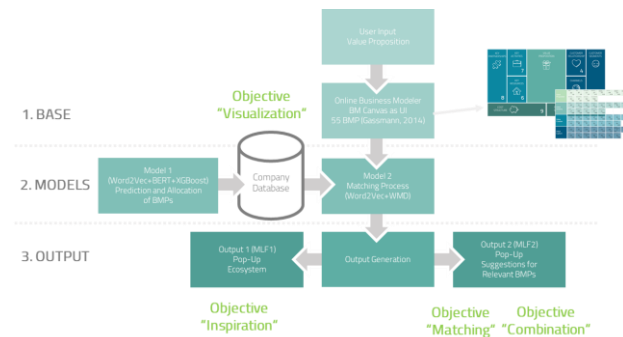 User Input
Value Proposition
Objective
"Visualization"
1. BASE
Online Business Modeler
BM Canvas as UI
55 BMP (Gassmann, 2014)
2. MODELS
Model 1
(Word2Vec+BERT+XGBoost)
Prediction and Allocation
of BMPs
Company
Database
Model 2
Matching Process
(Word2Vec+WMD)
3. OUTPUT
Output 1 (MLF1)
Pop-Up
Ecosystem
Output Generation
Output 2 (MLF2)
Pop-Up
Suggestions for
Relevant BMPs
Objective
"Inspiration"
Objective
"Matching"
Objective
"Combination"